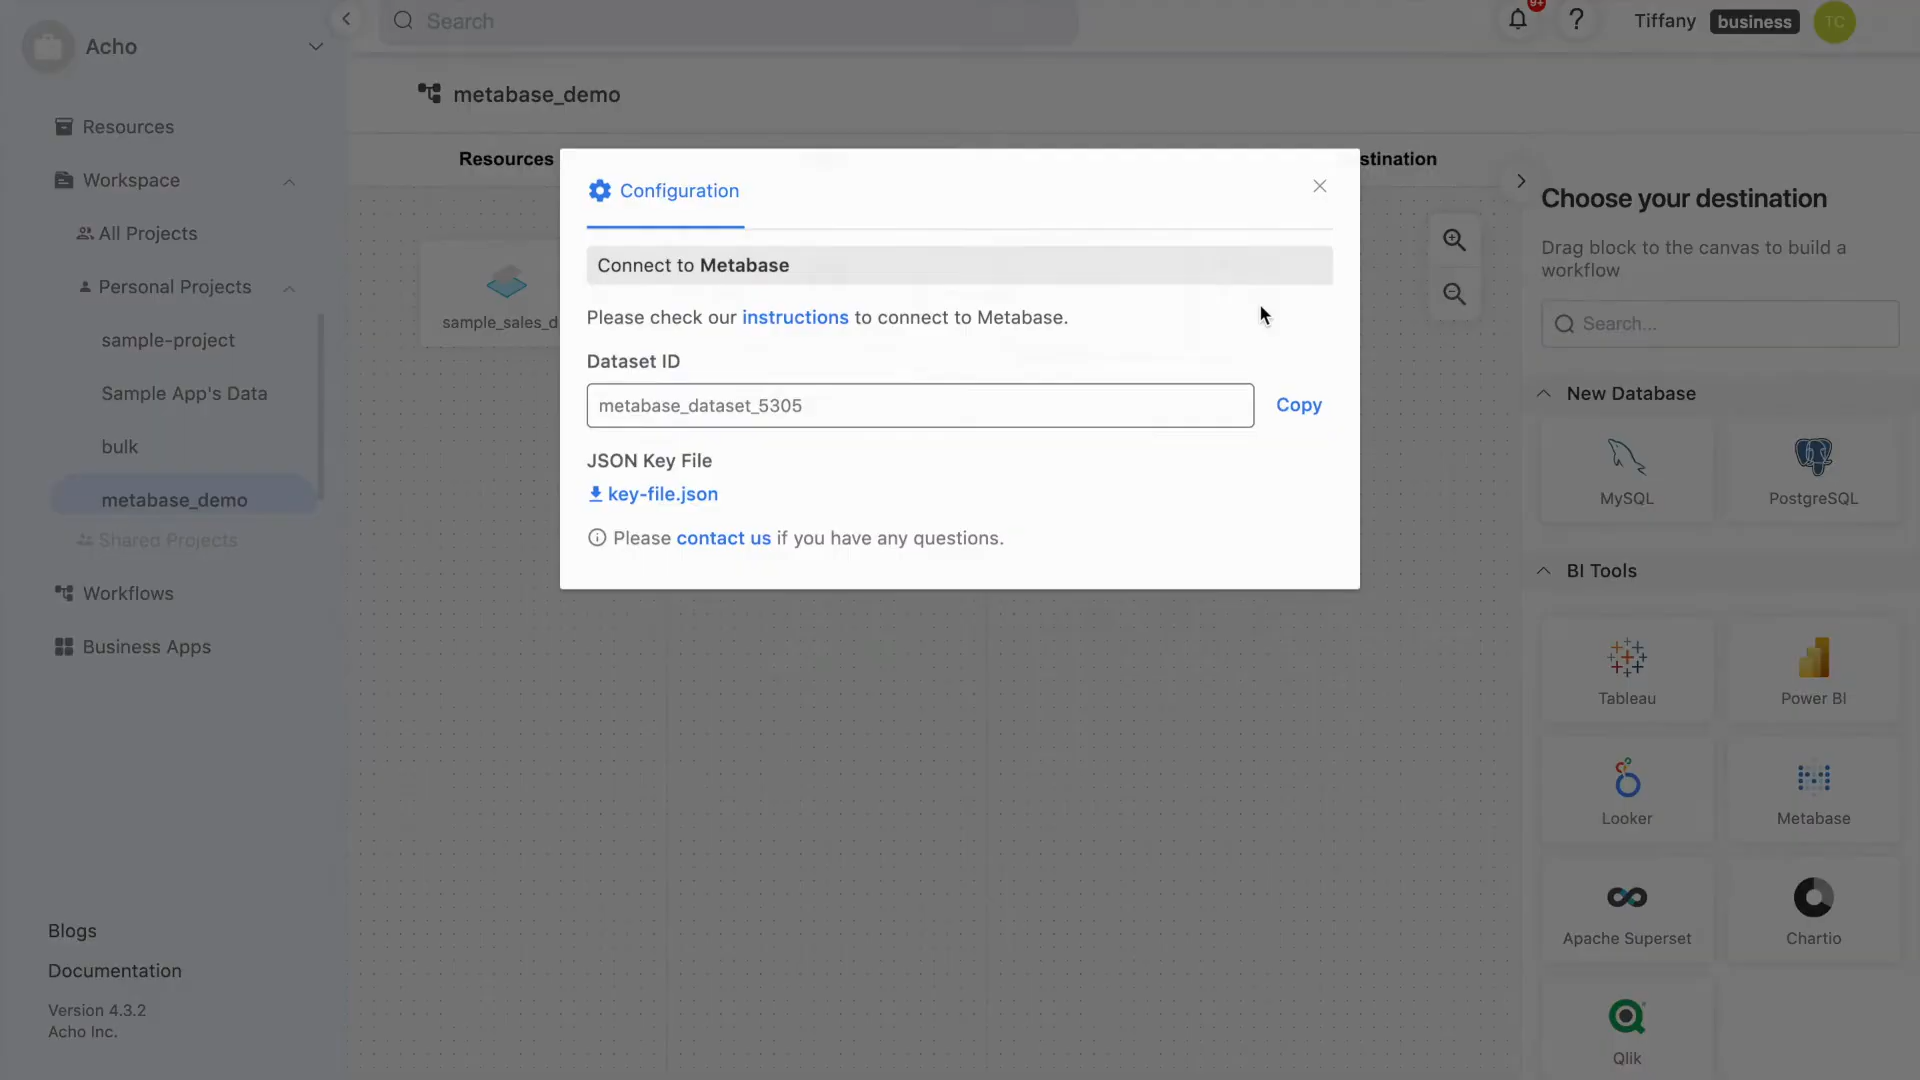 Acho
Search
9+
?
Tiffany
business
TC
metabase_demo
Resources
Workspace
All Projects
Personal Projects
sample-project
Sample App's Data
bulk
metabase_demo
Shared Projects
Workflows
Business Apps
Blogs
Documentation
Version 4.3.2
Acho Inc.
Resources
stination
sample_sales_d
Configuration
Connect to Metabase
Please check our instructions to connect to Metabase.
Dataset ID
metabase_dataset_5305
Copy
JSON Key File
key-file.json
Please contact us if you have any questions.
Choose your destination
Drag block to the canvas to build a
workflow
Search...
New Database
MySQL
PostgreSQL
BI Tools
Tableau
Power BI
Looker
Metabase
Apache Superset
Chartio
Qlik